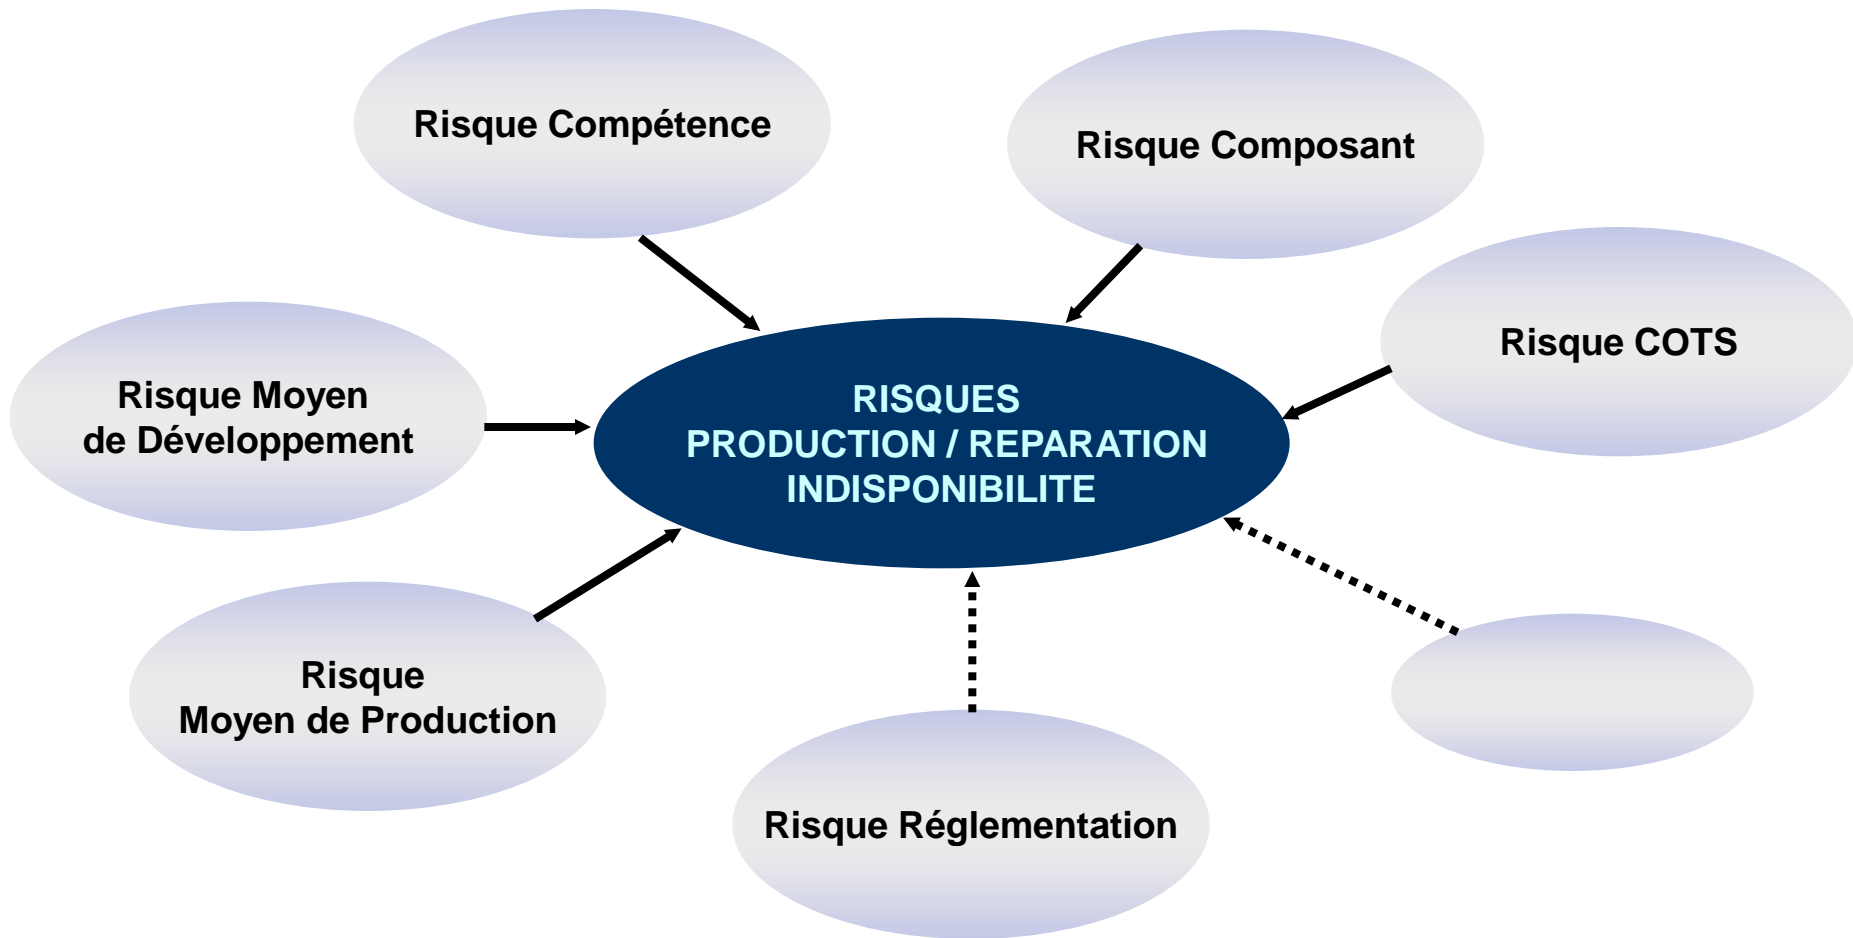 Risque Compétence
Risque Composant
Risque COTS
Risque Moyen
de Développement
RISQUES
PRODUCTION / REPARATION
INDISPONIBILITE
Risque
Moyen de Production
Risque Réglementation